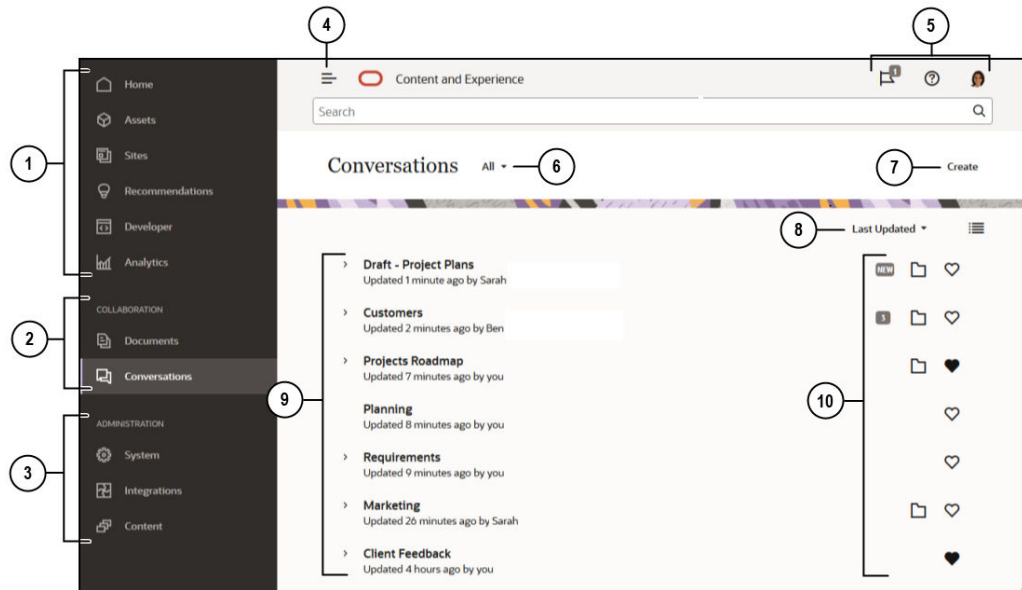 4
5
Home
Content and Experience
1
Assets
Search
1
Sites
Conversations
All
6
7
Create
Recommendations
Developer
8
Last Updated
Analytics
Draft - Project Plans
NEW
Updated 1 minute ago by Sarah
COLLABORATION
Customers
3
Updated 2 minutes ago by Ben
2
Documents
Conversations
Projects Roadmap
Updated 7 minutes ago by you
9
10
Planning
Updated 8 minutes ago by you
ADMINISTRATION
System
Requirements
Updated 9 minutes ago by you
3
Integrations
Marketing
Updated 26 minutes ago by Sarah
Content
Client Feedback
Updated 4 hours ago by you